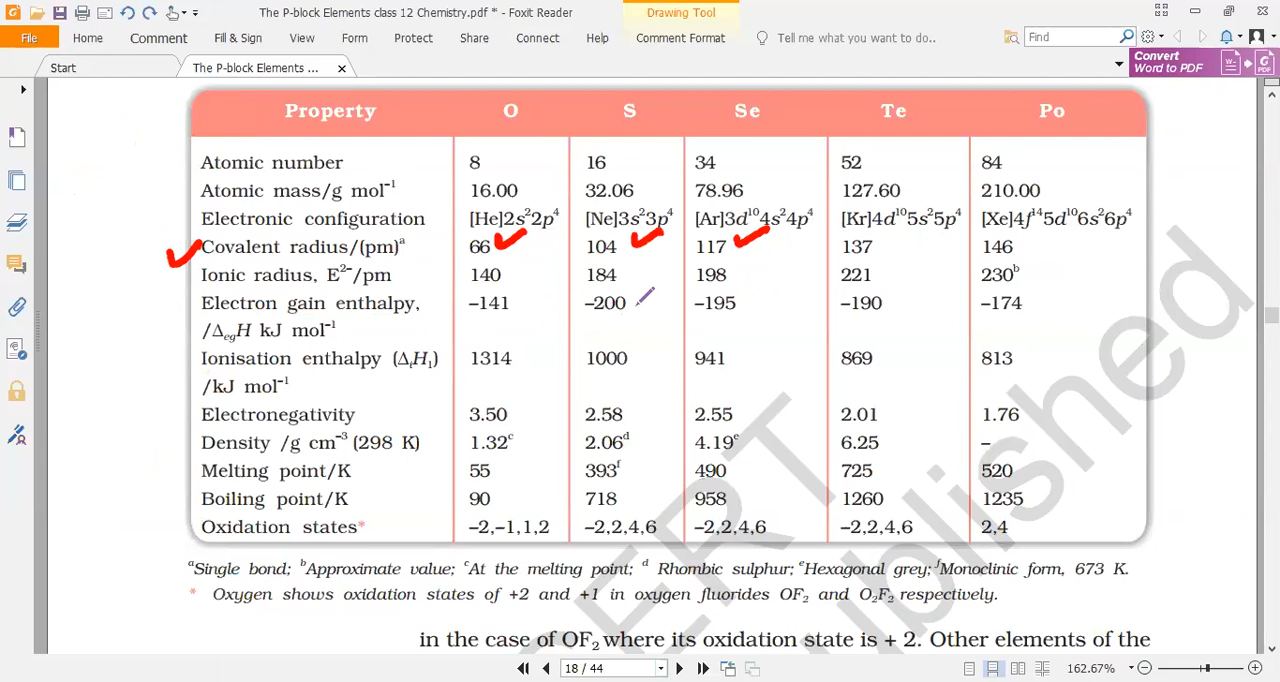 The P-block Elements class 12 Chemistry.pdf * - Foxit Reader
Drawing Tool
File Home Comment Fill & Sign View Form Protect Share Connect Help Comment Format Tell me what you want to do.. Find
Start The P-block Elements ... x
Convert
Word to PDF
Property O S Se Te Po
Atomic number 8 16 34 52 84
Atomic mass/g mol⁻¹ 16.00 32.06 78.96 127.60 210.00
Electronic configuration [He]2s²2p⁴ [Ne]3s²3p⁴ [Ar]3d¹⁰4s²4p⁴ [Kr]4d¹⁰5s²5p⁴ [Xe]4f¹⁴5d¹⁰6s²6p⁴
Covalent radius/(pm)ᵃ 66 104 117 137 146
Ionic radius, E²⁻/pm 140 184 198 221 230ᵇ
Electron gain enthalpy, –141 –200 –195 –190 –174
/ΔegH kJ mol⁻¹
Ionisation enthalpy (ΔᵢH₁) 1314 1000 941 869 813
/kJ mol⁻¹
Electronegativity 3.50 2.58 2.55 2.01 1.76
Density /g cm⁻³ (298 K) 1.32ᶜ 2.06ᵈ 4.19ᵉ 6.25 –
Melting point/K 55 393ᶠ 490 725 520
Boiling point/K 90 718 958 1260 1235
Oxidation states* –2,–1,1,2 –2,2,4,6 –2,2,4,6 –2,2,4,6 2,4
ᵃSingle bond; ᵇApproximate value; ᶜAt the melting point; ᵈ Rhombic sulphur; ᵉHexagonal grey; ᶠMonoclinic form, 673 K.
* Oxygen shows oxidation states of +2 and +1 in oxygen fluorides OF₂ and O₂F₂ respectively.
in the case of OF₂ where its oxidation state is + 2. Other elements of the
18 / 44 162.67%